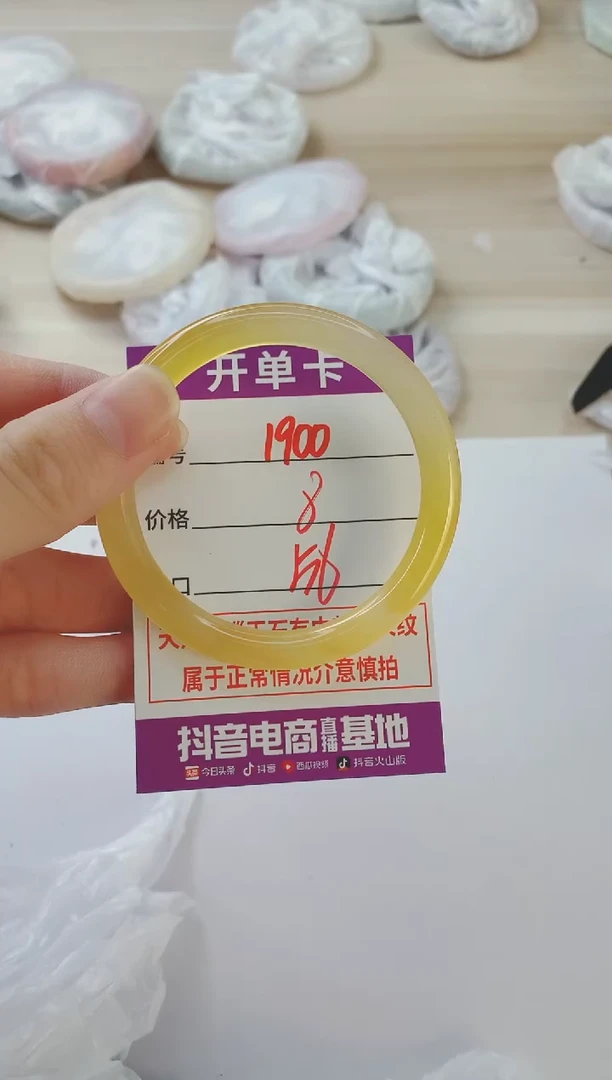 开单卡
号 1900
价格 8
口 56
属于正常情况介意慎拍
抖音电商直播基地
今日头条 抖音 西瓜视频 抖音火山版